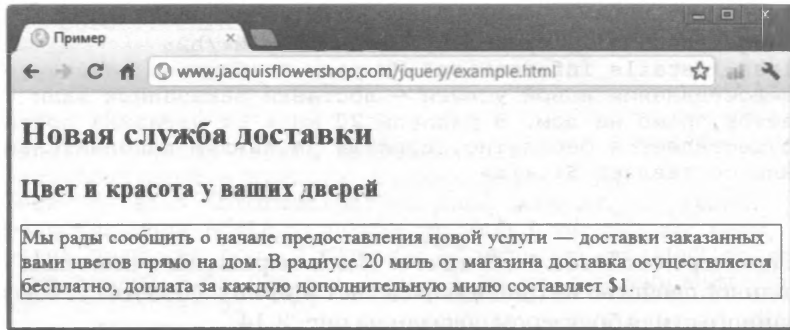 Пример
www.jacquisflowershop.com/jquery/example.html
Новая служба доставки
Цвет и красота у ваших дверей
Мы рады сообщить о начале предоставления новой услуги — доставки заказанных
вами цветов прямо на дом. В радиусе 20 миль от магазина доставка осуществляется
бесплатно, доплата за каждую дополнительную милю составляет $1.